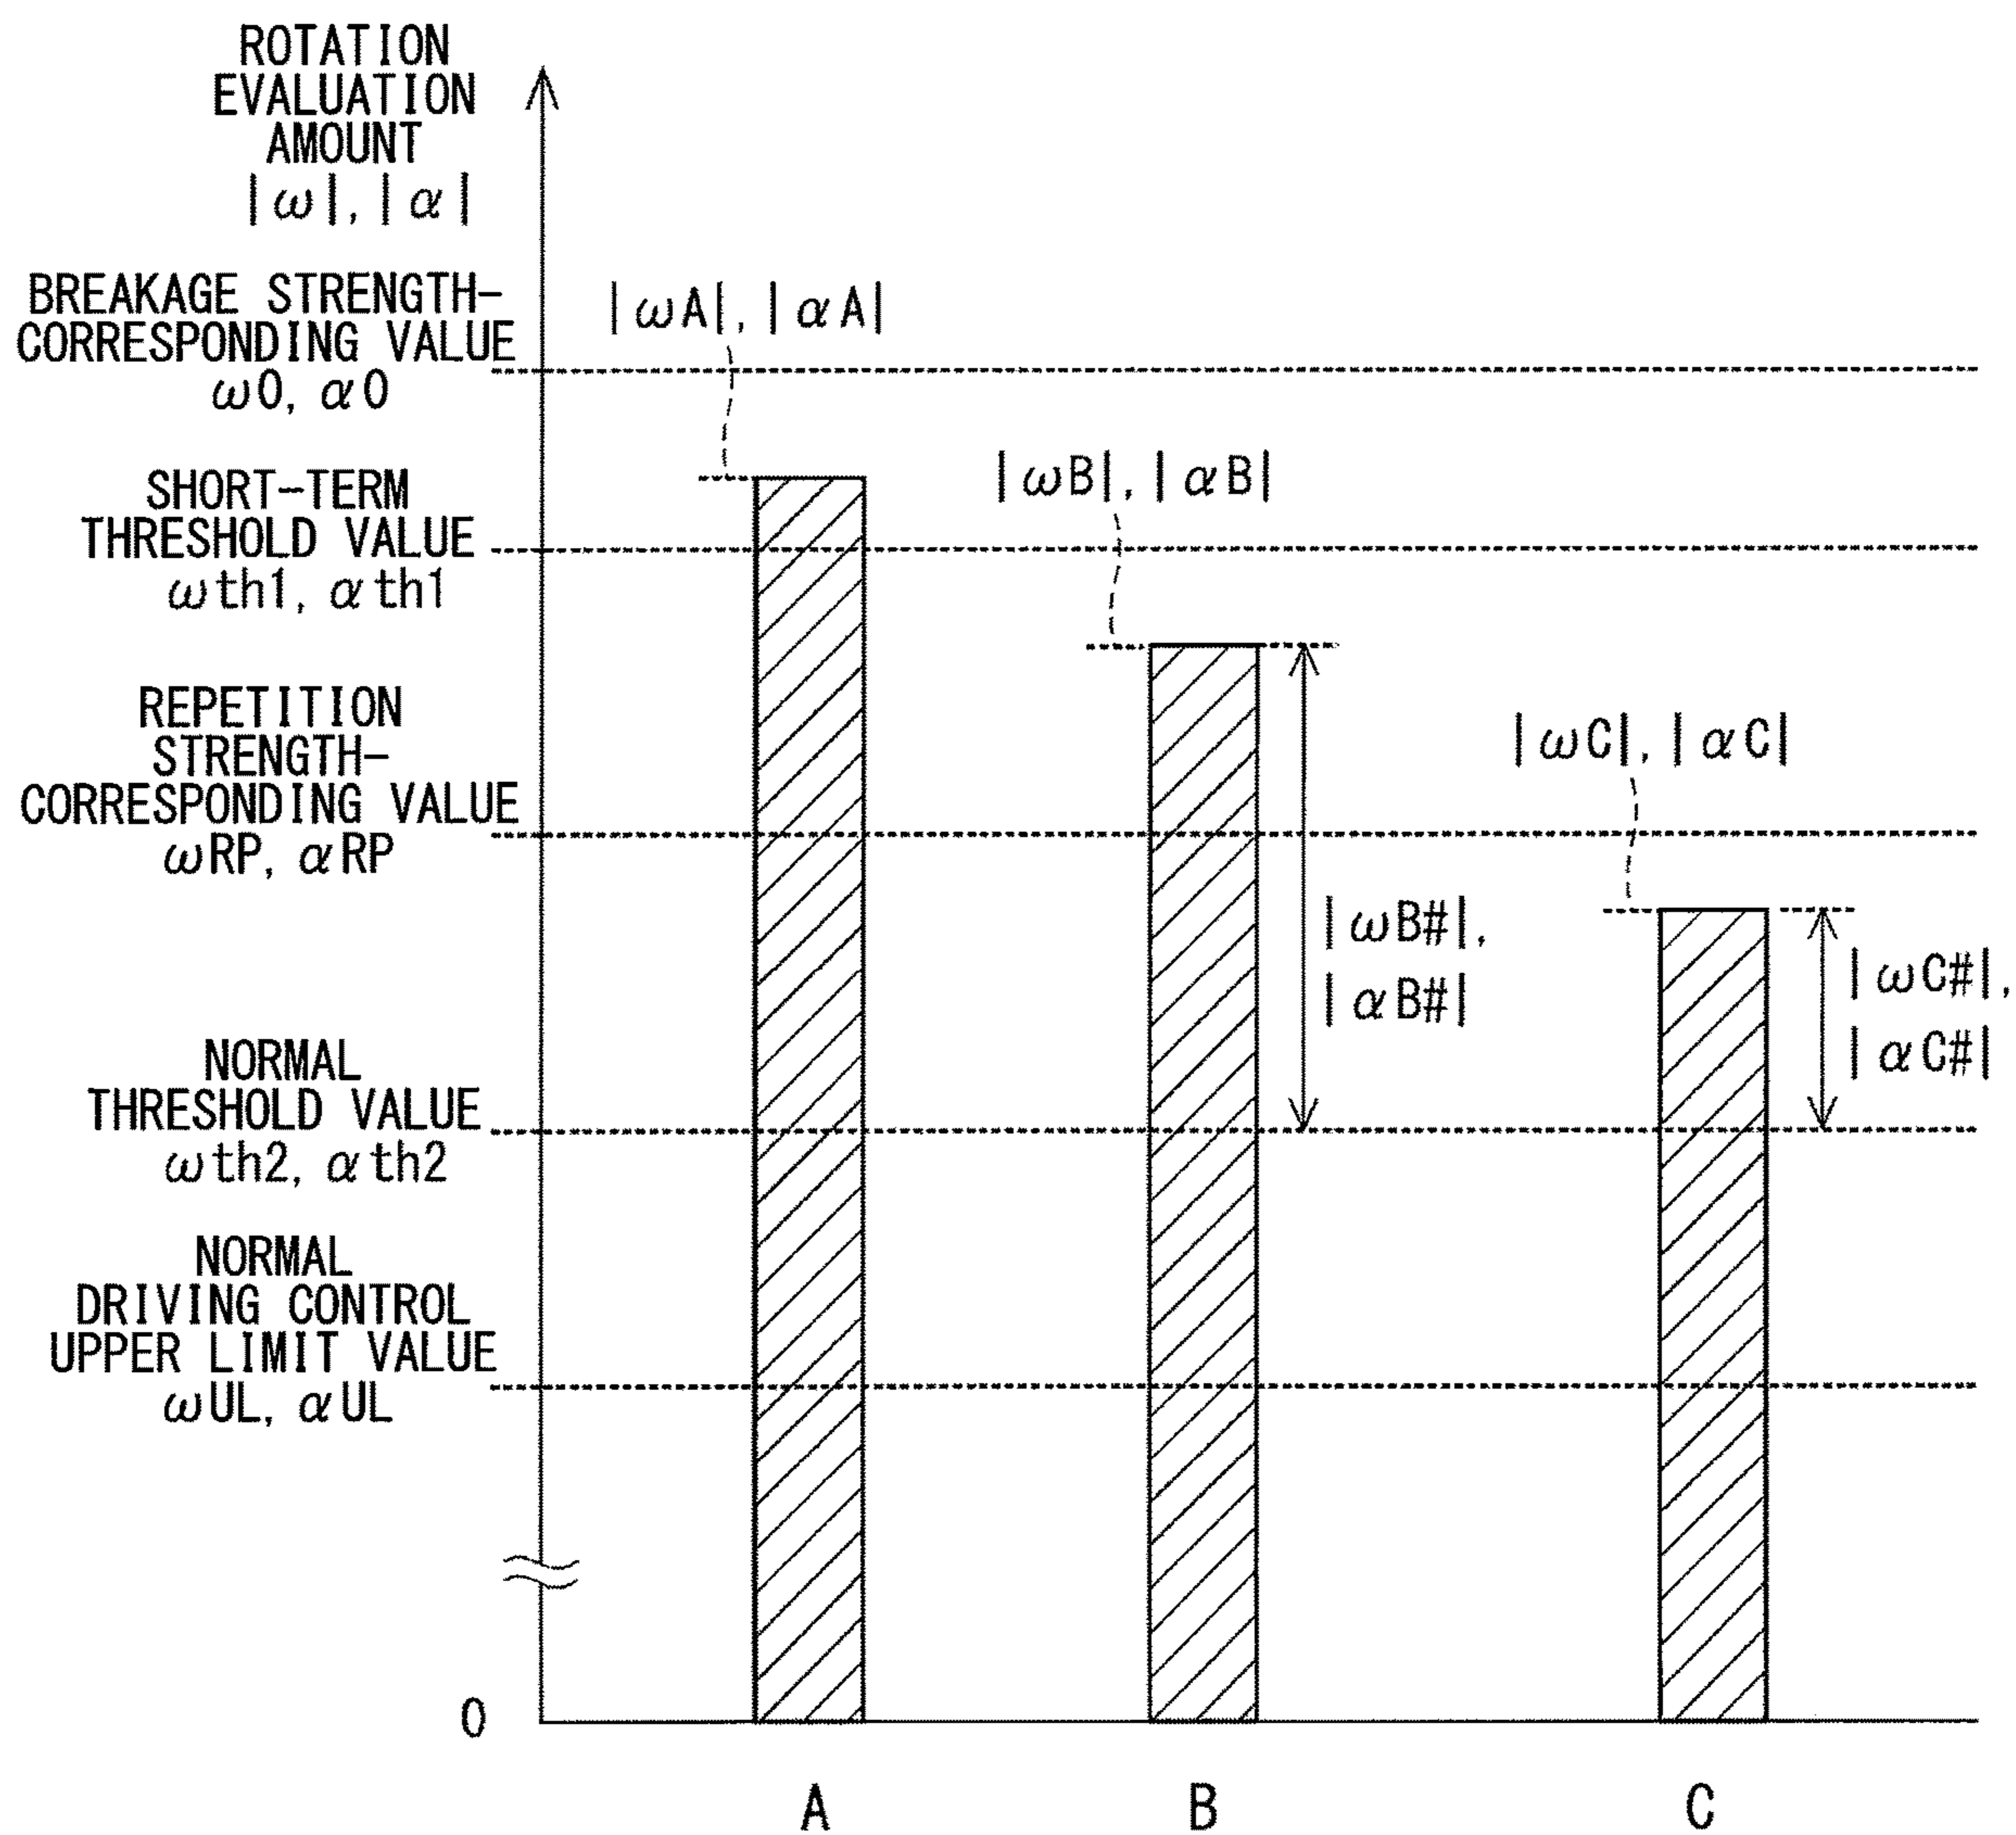 ROTATION
EVALUATION
AMOUNT
|ω|, |α|
BREAKAGE STRENGTH-
CORRESPONDING VALUE
ω0, α0
|ωA|, |αA|
SHORT-TERM
THRESHOLD VALUE
ωth1, αth1
|ωB|, |αB|
REPETITION
STRENGTH-
CORRESPONDING VALUE
ωRP, αRP
|ωC|, |αC|
|ωB#|,
|αB#|
|ωC#|,
|αC#|
NORMAL
THRESHOLD VALUE
ωth2, αth2
NORMAL
DRIVING CONTROL
UPPER LIMIT VALUE
ωUL, αUL
0
A
B
C